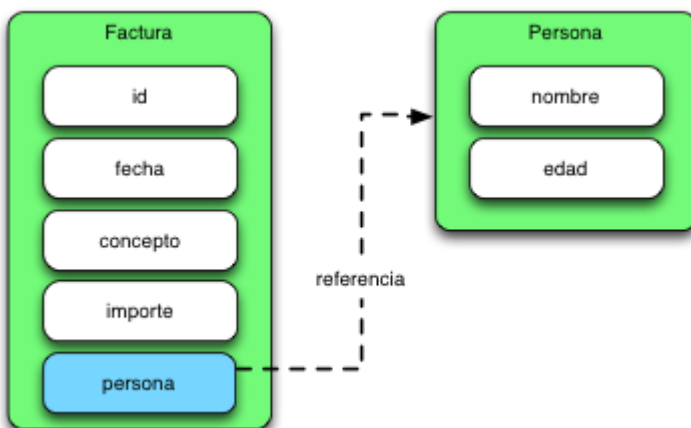 Factura
id
fecha
concepto
importe
persona
referencia
Persona
nombre
edad